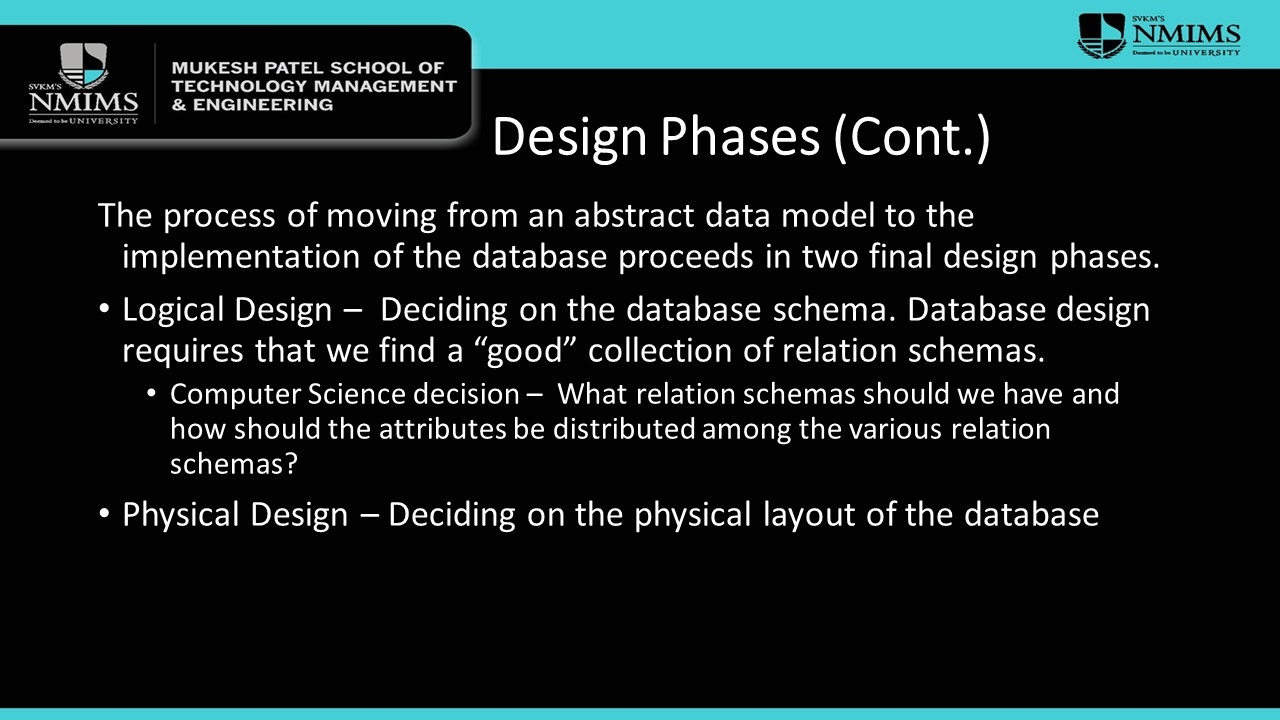 SVKM'S
NMIMS
Deemed to be UNIVERSITY
MUKESH PATEL SCHOOL OF
TECHNOLOGY MANAGEMENT
& ENGINEERING
SVKM'S
NMIMS
Deemed to be UNIVERSITY
Design Phases (Cont.)
The process of moving from an abstract data model to the
implementation of the database proceeds in two final design phases.
• Logical Design – Deciding on the database schema. Database design
requires that we find a “good” collection of relation schemas.
• Computer Science decision – What relation schemas should we have and
how should the attributes be distributed among the various relation
schemas?
• Physical Design – Deciding on the physical layout of the database